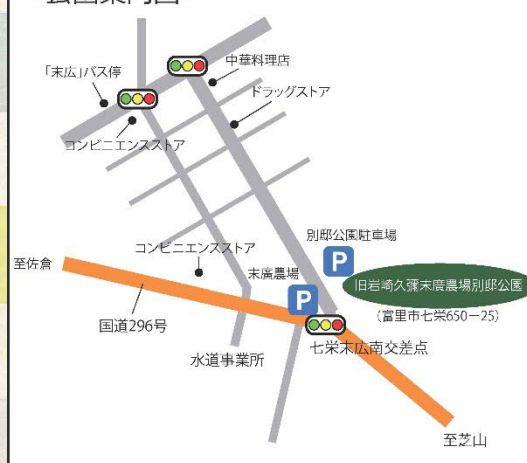 公園案内図
中華料理店
「末広」バス停
ドラッグストア
コンビニエンスストア
別邸公園駐車場
コンビニエンスストア
至佐倉
末廣農場
P
P
旧岩崎久彌末廣農場別邸公園
(富里市七栄650-25)
国道296号
七栄末広南交差点
水道事業所
至芝山